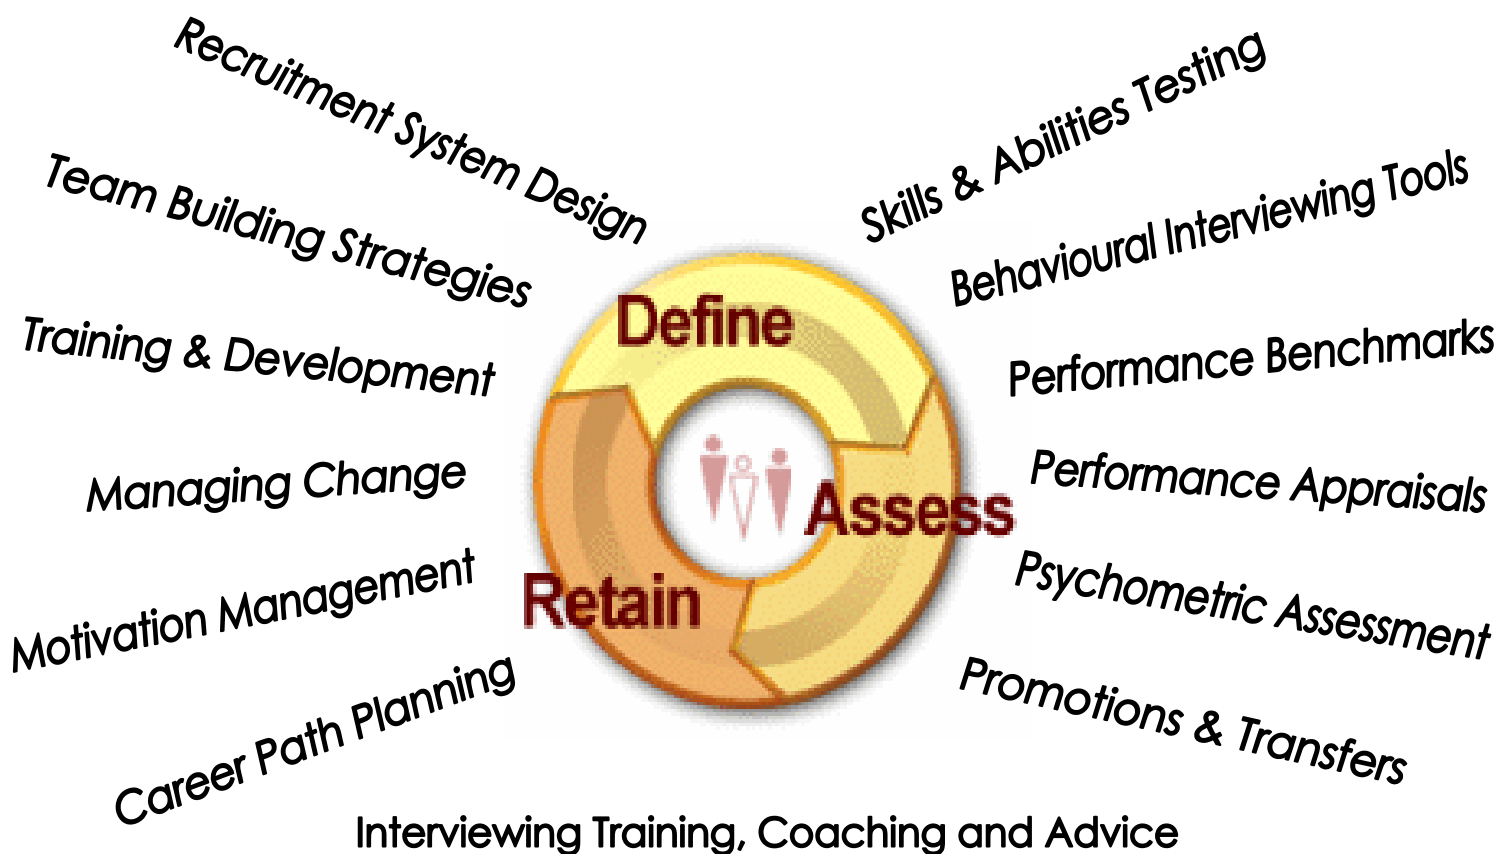 Recruitment System Design
Team Building Strategies
Training & Development
Managing Change
Motivation Management
Career Path Planning
Skills & Abilities Testing
Behavioural Interviewing Tools
Performance Benchmarks
Performance Appraisals
Psychometric Assessment
Promotions & Transfers
Define
Assess
Retain
Interviewing Training, Coaching and Advice